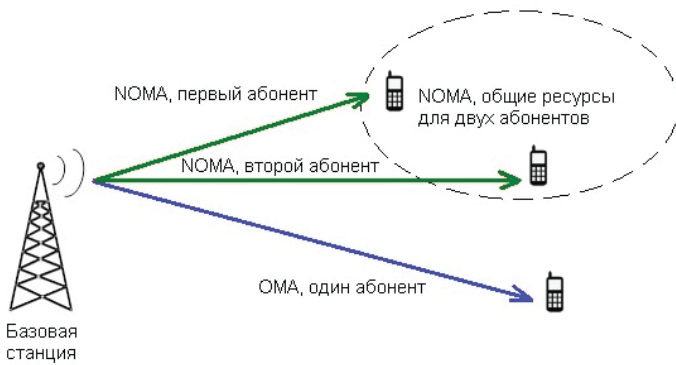 NOMA, первый абонент
NOMA, общие ресурсы
для двух абонентов
NOMA, второй абонент
OMA, один абонент
Базовая
станция